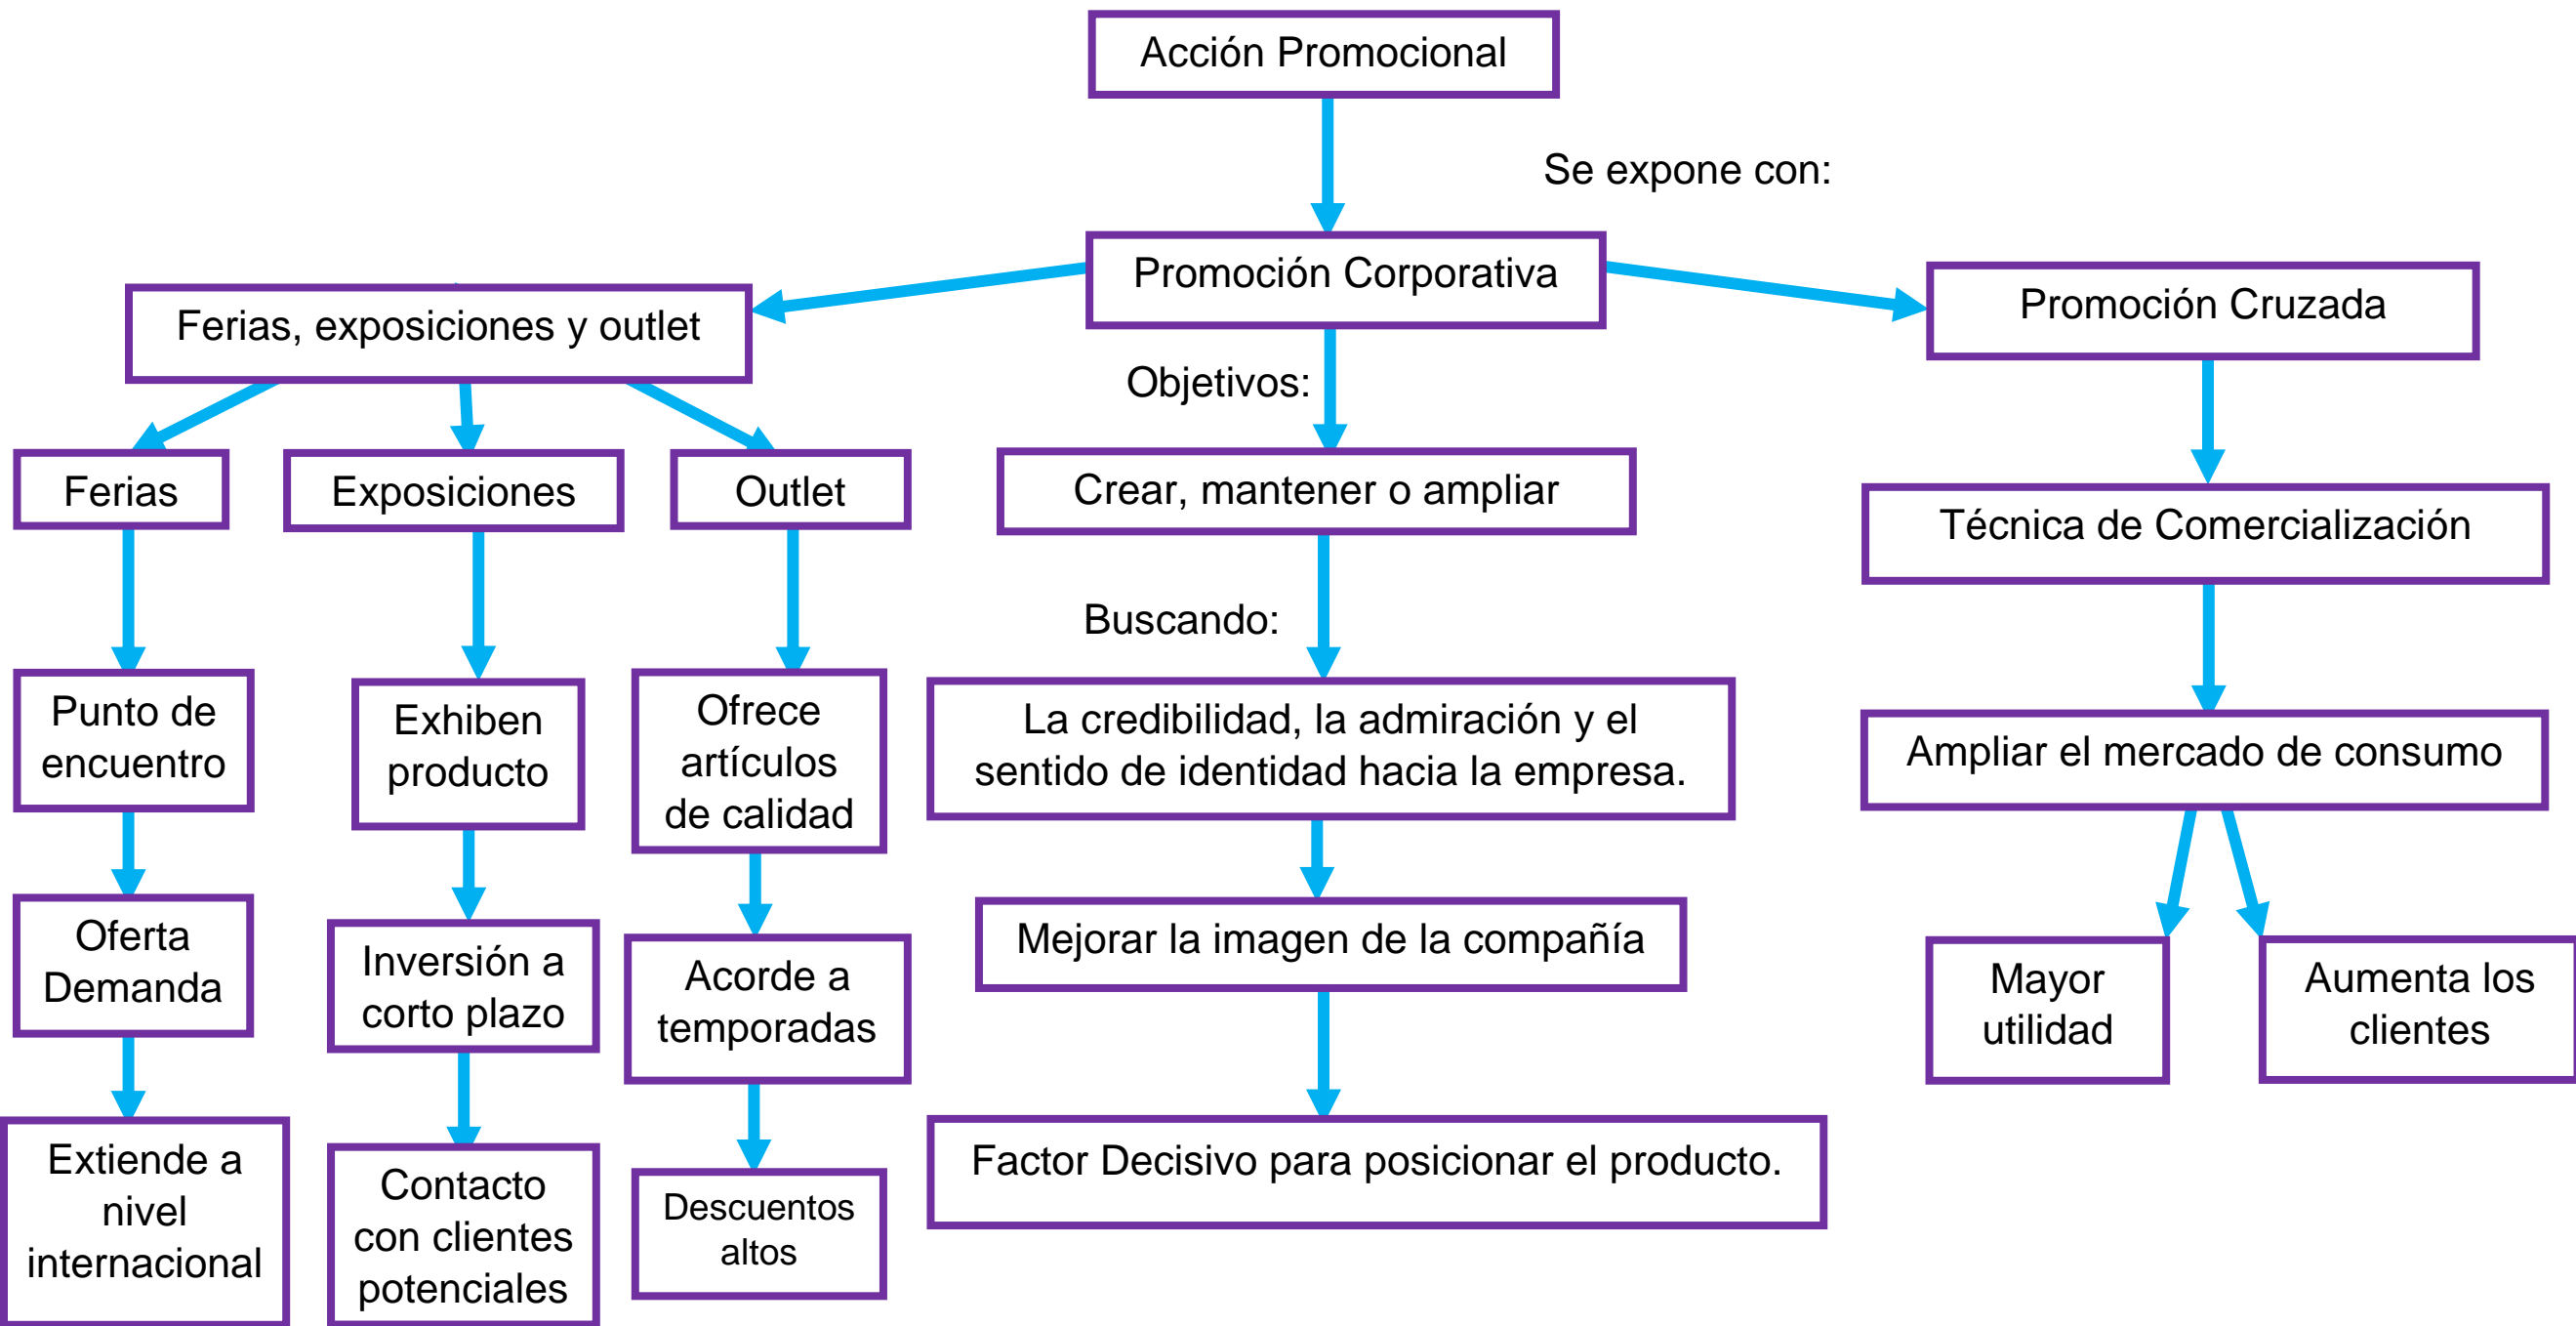 Acción Promocional
Se expone con:
Promoción Corporativa
Promoción Cruzada
Ferias, exposiciones y outlet
Objetivos:
Ferias
Exposiciones
Outlet
Crear, mantener o ampliar
Técnica de Comercialización
Buscando:
Punto de
encuentro
Exhiben
producto
Ofrece
artículos
de calidad
La credibilidad, la admiración y el
sentido de identidad hacia la empresa.
Ampliar el mercado de consumo
Oferta
Demanda
Inversión a
corto plazo
Acorde a
temporadas
Mejorar la imagen de la compañía
Mayor
utilidad
Aumenta los
clientes
Extiende a
nivel
internacional
Contacto
con clientes
potenciales
Descuentos
altos
Factor Decisivo para posicionar el producto.